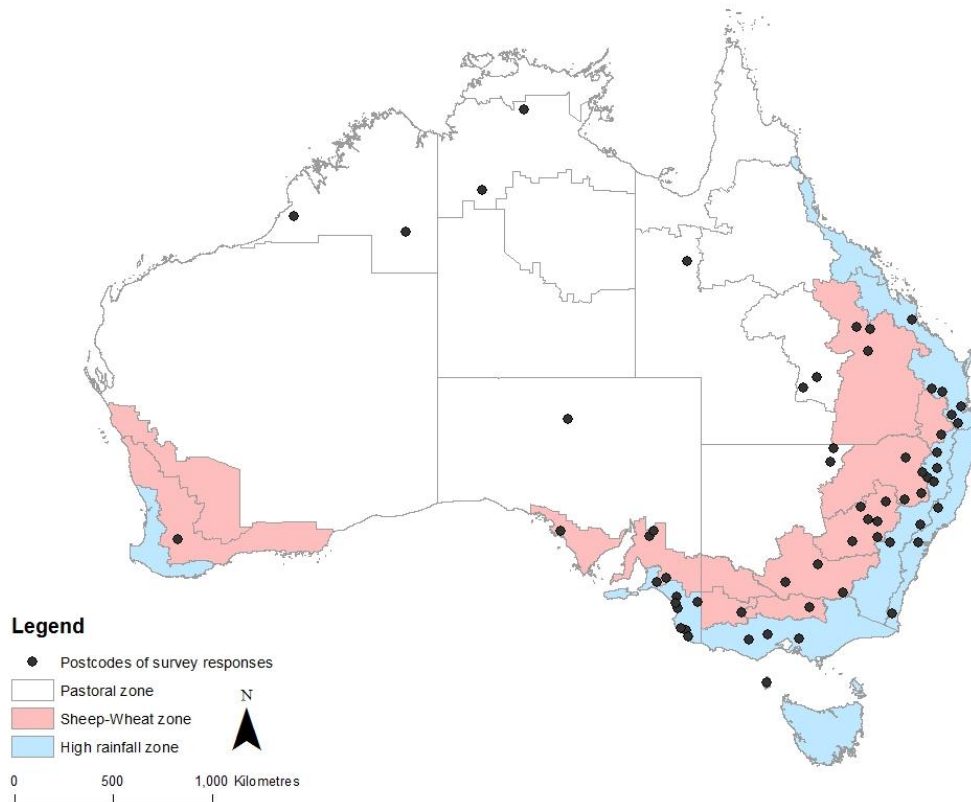 Legend
Postcodes of survey responses
Pastoral zone
Sheep-Wheat zone
High rainfall zone
N
0 500 1,000 Kilometres